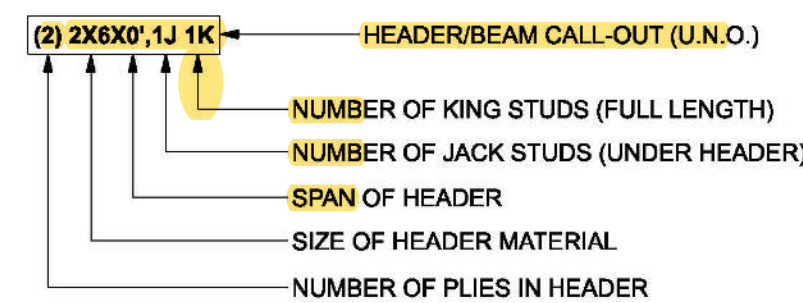 (2) 2X6X0',1J 1K HEADER/BEAM CALL-OUT (U.N.O.)
NUMBER OF KING STUDS (FULL LENGTH)
NUMBER OF JACK STUDS (UNDER HEADER)
SPAN OF HEADER
SIZE OF HEADER MATERIAL
NUMBER OF PLIES IN HEADER